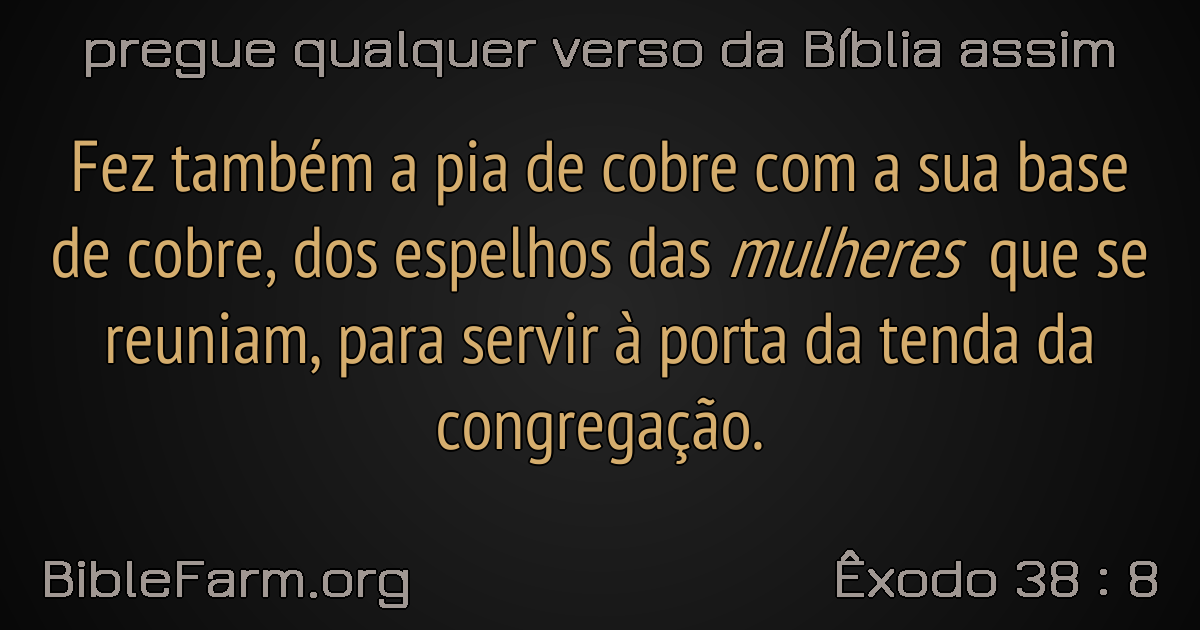 pregue qualquer verso da Bíblia assim
Fez também a pia de cobre com a sua base
de cobre, dos espelhos das mulheres que se
reuniam, para servir à porta da tenda da
congregação.
BibleFarm.org
Êxodo 38 : 8